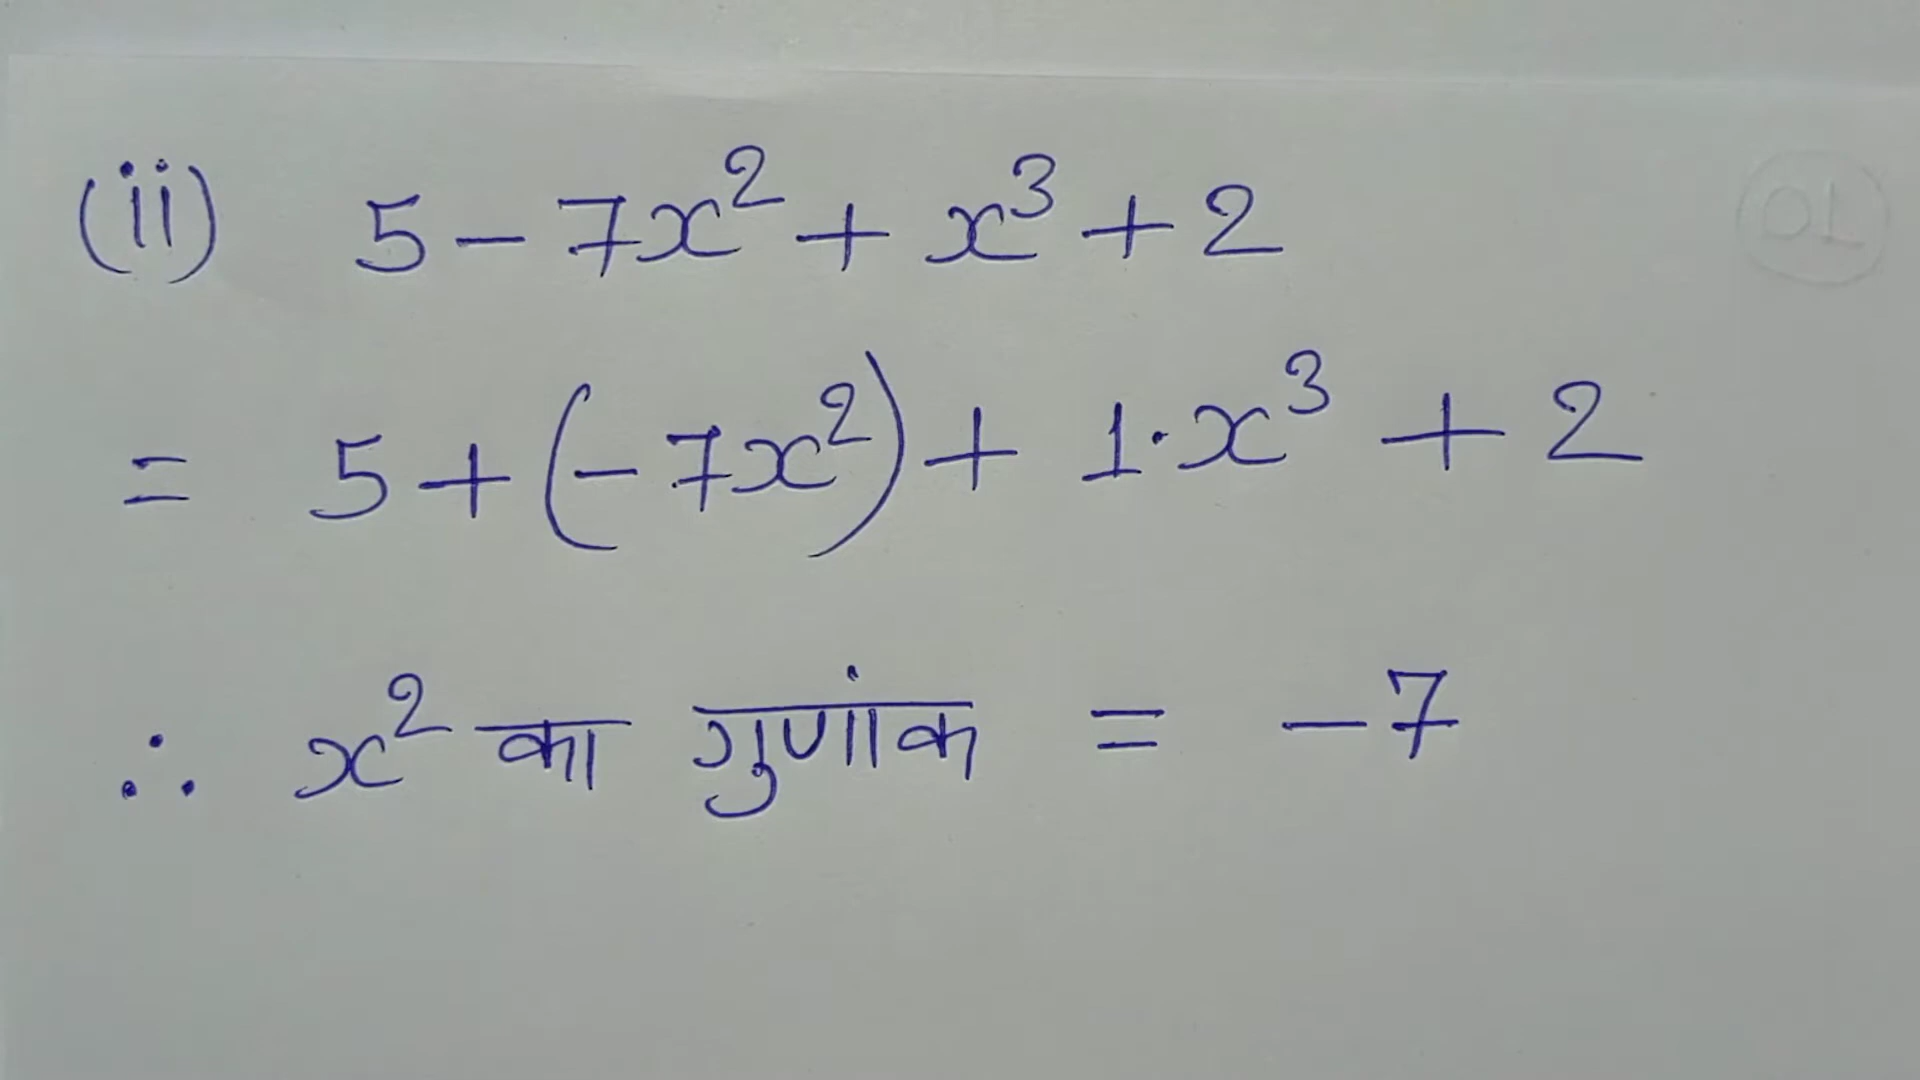 (ii) 5 - 7x² + x³ + 2
= 5 + (- 7x²) + 1·x³ + 2
∴ x² का गुणांक = -7